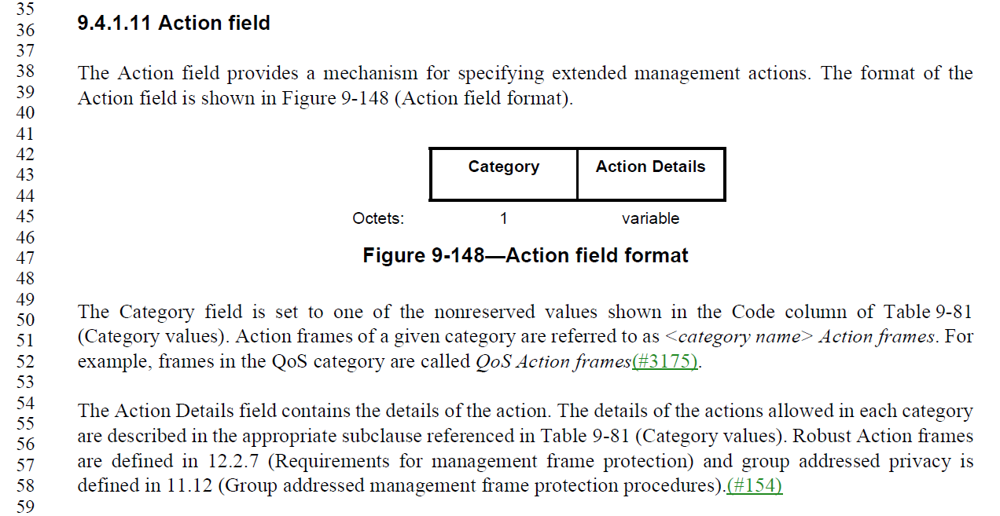 35
9.4.1.11 Action field
36
37
38
The Action field provides a mechanism for specifying extended management actions. The format of the
39
Action field is shown in Figure 9-148 (Action field format).
40
41
42
Category Action Details
43
44
45
Octets: 1 variable
46
47
Figure 9-148—Action field format
48
49
The Category field is set to one of the nonreserved values shown in the Code column of Table 9-81
50
51
(Category values). Action frames of a given category are referred to as <category name> Action frames. For
52
example, frames in the QoS category are called QoS Action frames(#3175).
53
54
The Action Details field contains the details of the action. The details of the actions allowed in each category
55
are described in the appropriate subclause referenced in Table 9-81 (Category values). Robust Action frames
56
57
are defined in 12.2.7 (Requirements for management frame protection) and group addressed privacy is
58
defined in 11.12 (Group addressed management frame protection procedures).(#154)
59